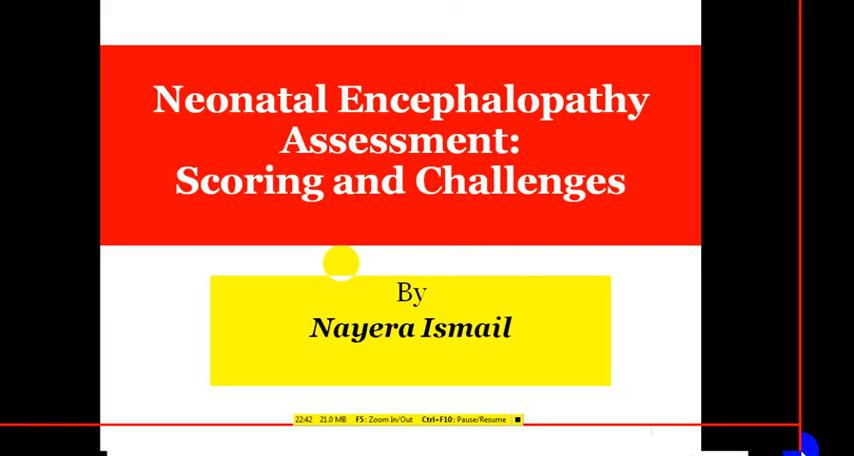 Neonatal Encephalopathy
Assessment:
Scoring and Challenges
By
Nayera Ismail
22:42 21.0 MB F5: Zoom In/Out Ctrl+F10: Pause/Resume